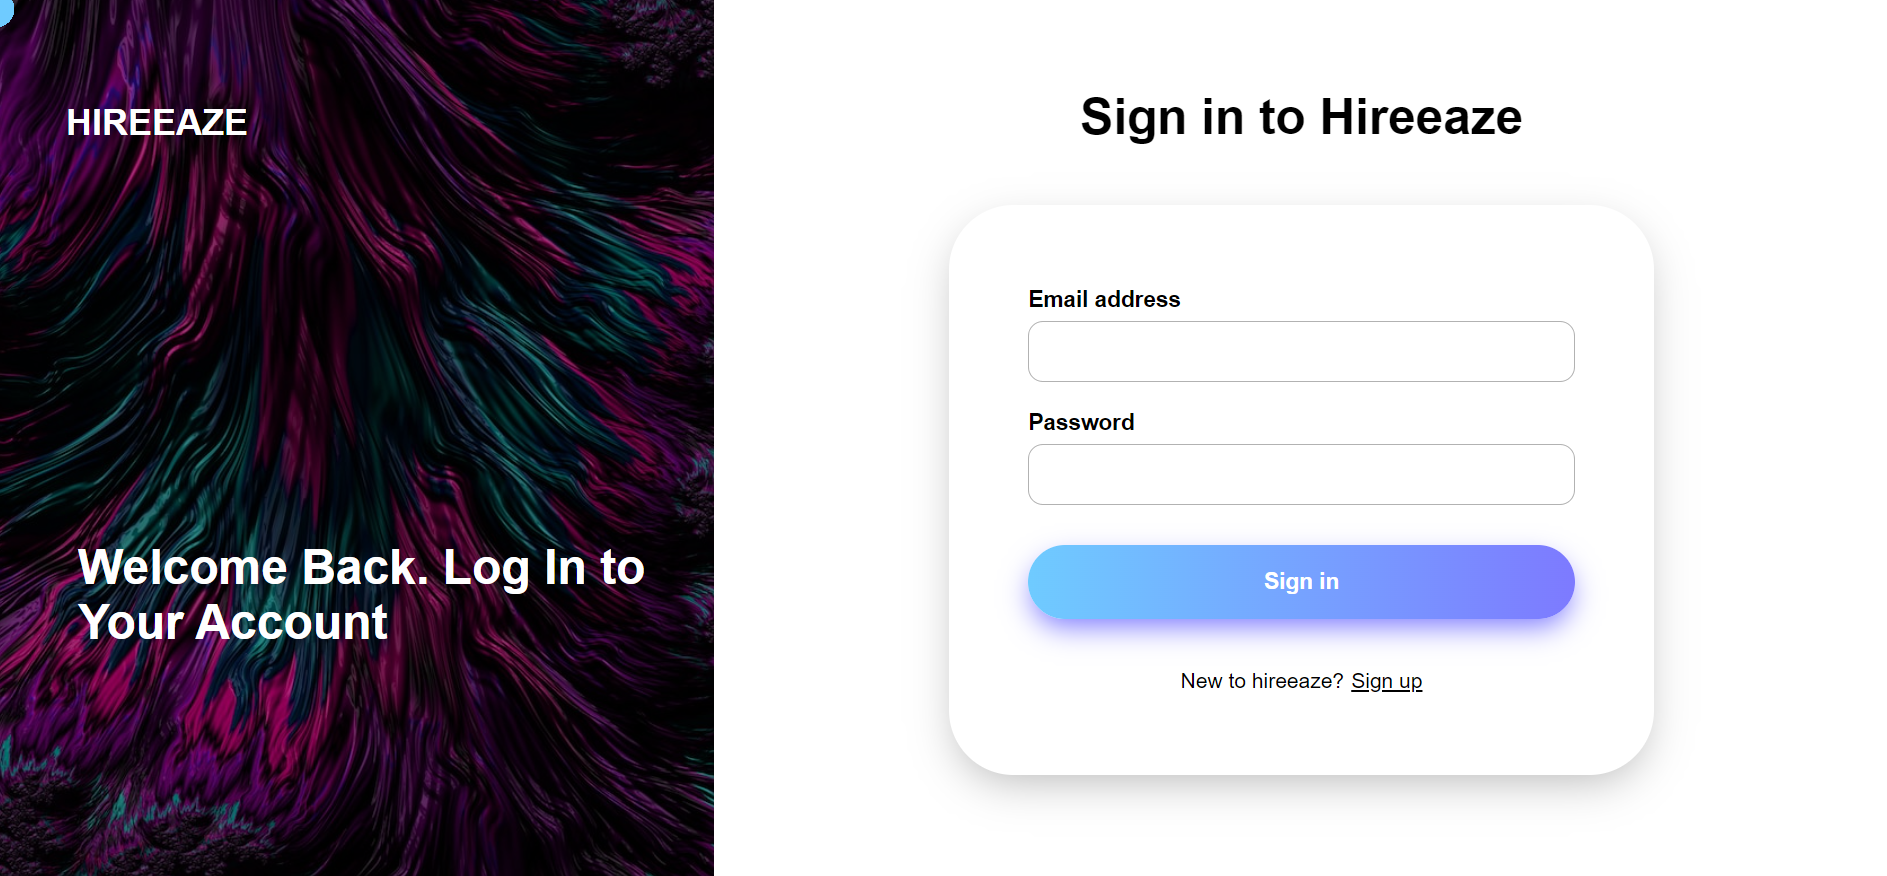 HIREEAZE
Welcome Back. Log In to
Your Account
Sign in to Hireeaze
Email address
Password
Sign in
New to hireeaze? Sign up